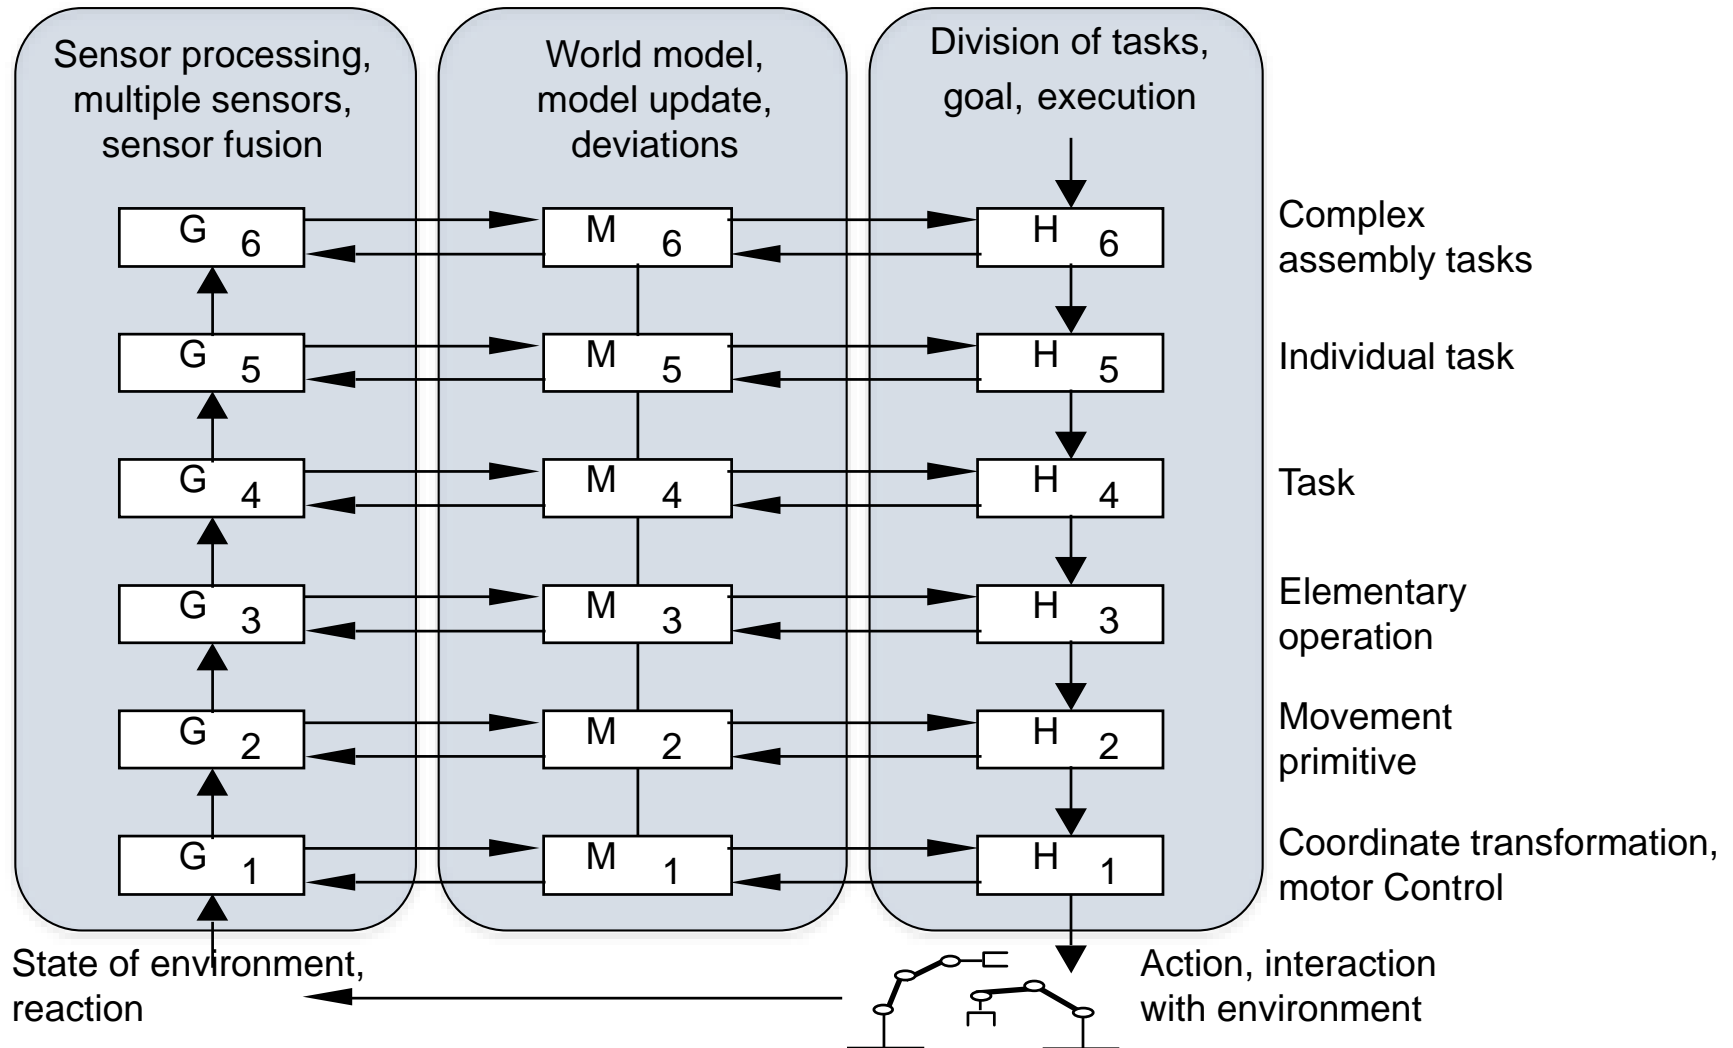 Sensor processing,
multiple sensors,
sensor fusion
World model,
model update,
deviations
Division of tasks,
goal, execution
G 6
M 6
H 6
Complex
assembly tasks
G 5
M 5
H 5
Individual task
G 4
M 4
H 4
Task
G 3
M 3
H 3
Elementary
operation
G 2
M 2
H 2
Movement
primitive
G 1
M 1
H 1
Coordinate transformation,
motor Control
State of environment,
reaction
Action, interaction
with environment